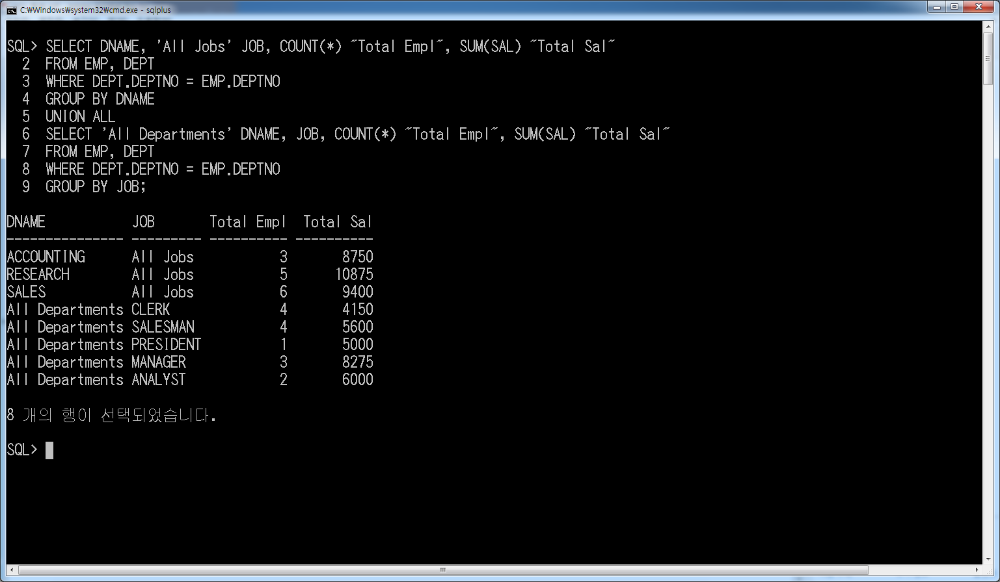 C:₩Windows₩system32₩cmd.exe - sqlplus
SQL> SELECT DNAME, 'All Jobs' JOB, COUNT(*) "Total Empl", SUM(SAL) "Total Sal"
2 FROM EMP, DEPT
3 WHERE DEPT.DEPTNO = EMP.DEPTNO
4 GROUP BY DNAME
5 UNION ALL
6 SELECT 'All Departments' DNAME, JOB, COUNT(*) "Total Empl", SUM(SAL) "Total Sal"
7 FROM EMP, DEPT
8 WHERE DEPT.DEPTNO = EMP.DEPTNO
9 GROUP BY JOB;
DNAME JOB Total Empl Total Sal
--------------- --------- ---------- ----------
ACCOUNTING All Jobs 3 8750
RESEARCH All Jobs 5 10875
SALES All Jobs 6 9400
All Departments CLERK 4 4150
All Departments SALESMAN 4 5600
All Departments PRESIDENT 1 5000
All Departments MANAGER 3 8275
All Departments ANALYST 2 6000
8 개의 행이 선택되었습니다.
SQL>